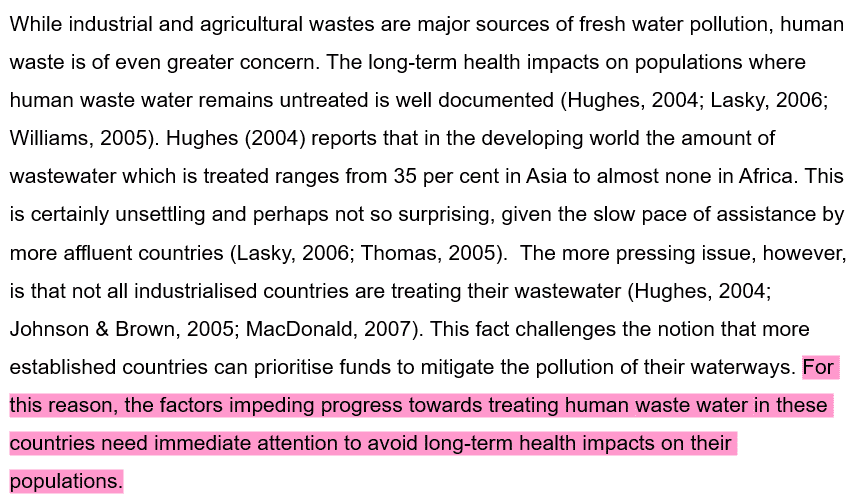 While industrial and agricultural wastes are major sources of fresh water pollution, human
waste is of even greater concern. The long-term health impacts on populations where
human waste water remains untreated is well documented (Hughes, 2004; Lasky, 2006;
Williams, 2005). Hughes (2004) reports that in the developing world the amount of
wastewater which is treated ranges from 35 per cent in Asia to almost none in Africa. This
is certainly unsettling and perhaps not so surprising, given the slow pace of assistance by
more affluent countries (Lasky, 2006; Thomas, 2005).  The more pressing issue, however,
is that not all industrialised countries are treating their wastewater (Hughes, 2004;
Johnson & Brown, 2005; MacDonald, 2007). This fact challenges the notion that more
established countries can prioritise funds to mitigate the pollution of their waterways. For
this reason, the factors impeding progress towards treating human waste water in these
countries need immediate attention to avoid long-term health impacts on their
populations.